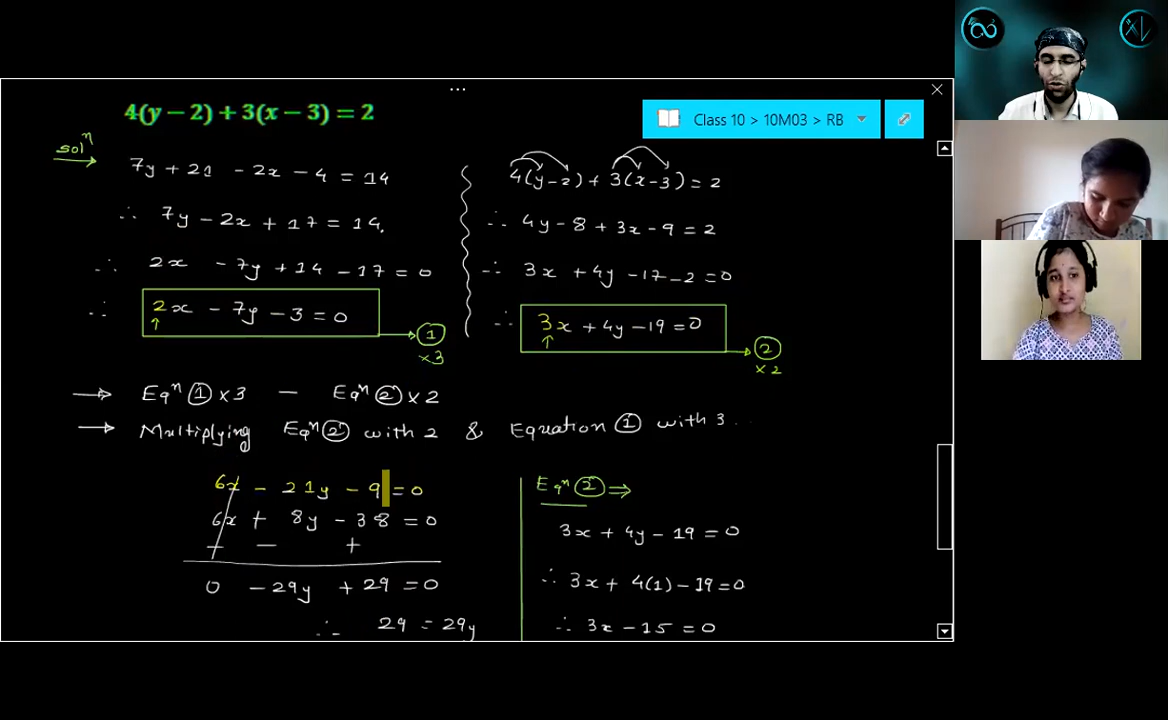 4(y − 2) + 3(x − 3) = 2
Class 10 > 10M03 > RB
solⁿ
7y + 21 - 2x - 4 = 14
∴ 7y - 2x + 17 = 14.
∴ 2x - 7y + 14 - 17 = 0
∴ 2x - 7y - 3 = 0
①
×3
4(y-2) + 3(x-3) = 2
∴ 4y - 8 + 3x - 9 = 2
∴ 3x + 4y - 17 - 2 = 0
∴ 3x + 4y - 19 = 0
②
×2
→ Eqⁿ ① × 3 − Eqⁿ ② × 2
→ Multiplying Eqⁿ ② with 2 & Equation ① with 3 ..
6x - 21y - 9 = 0
6x + 8y - 38 = 0
− − +
0 - 29y + 29 = 0
∴ 29 = 29y
Eqⁿ ② ⇒
3x + 4y - 19 = 0
∴ 3x + 4(1) - 19 = 0
∴ 3x - 15 = 0